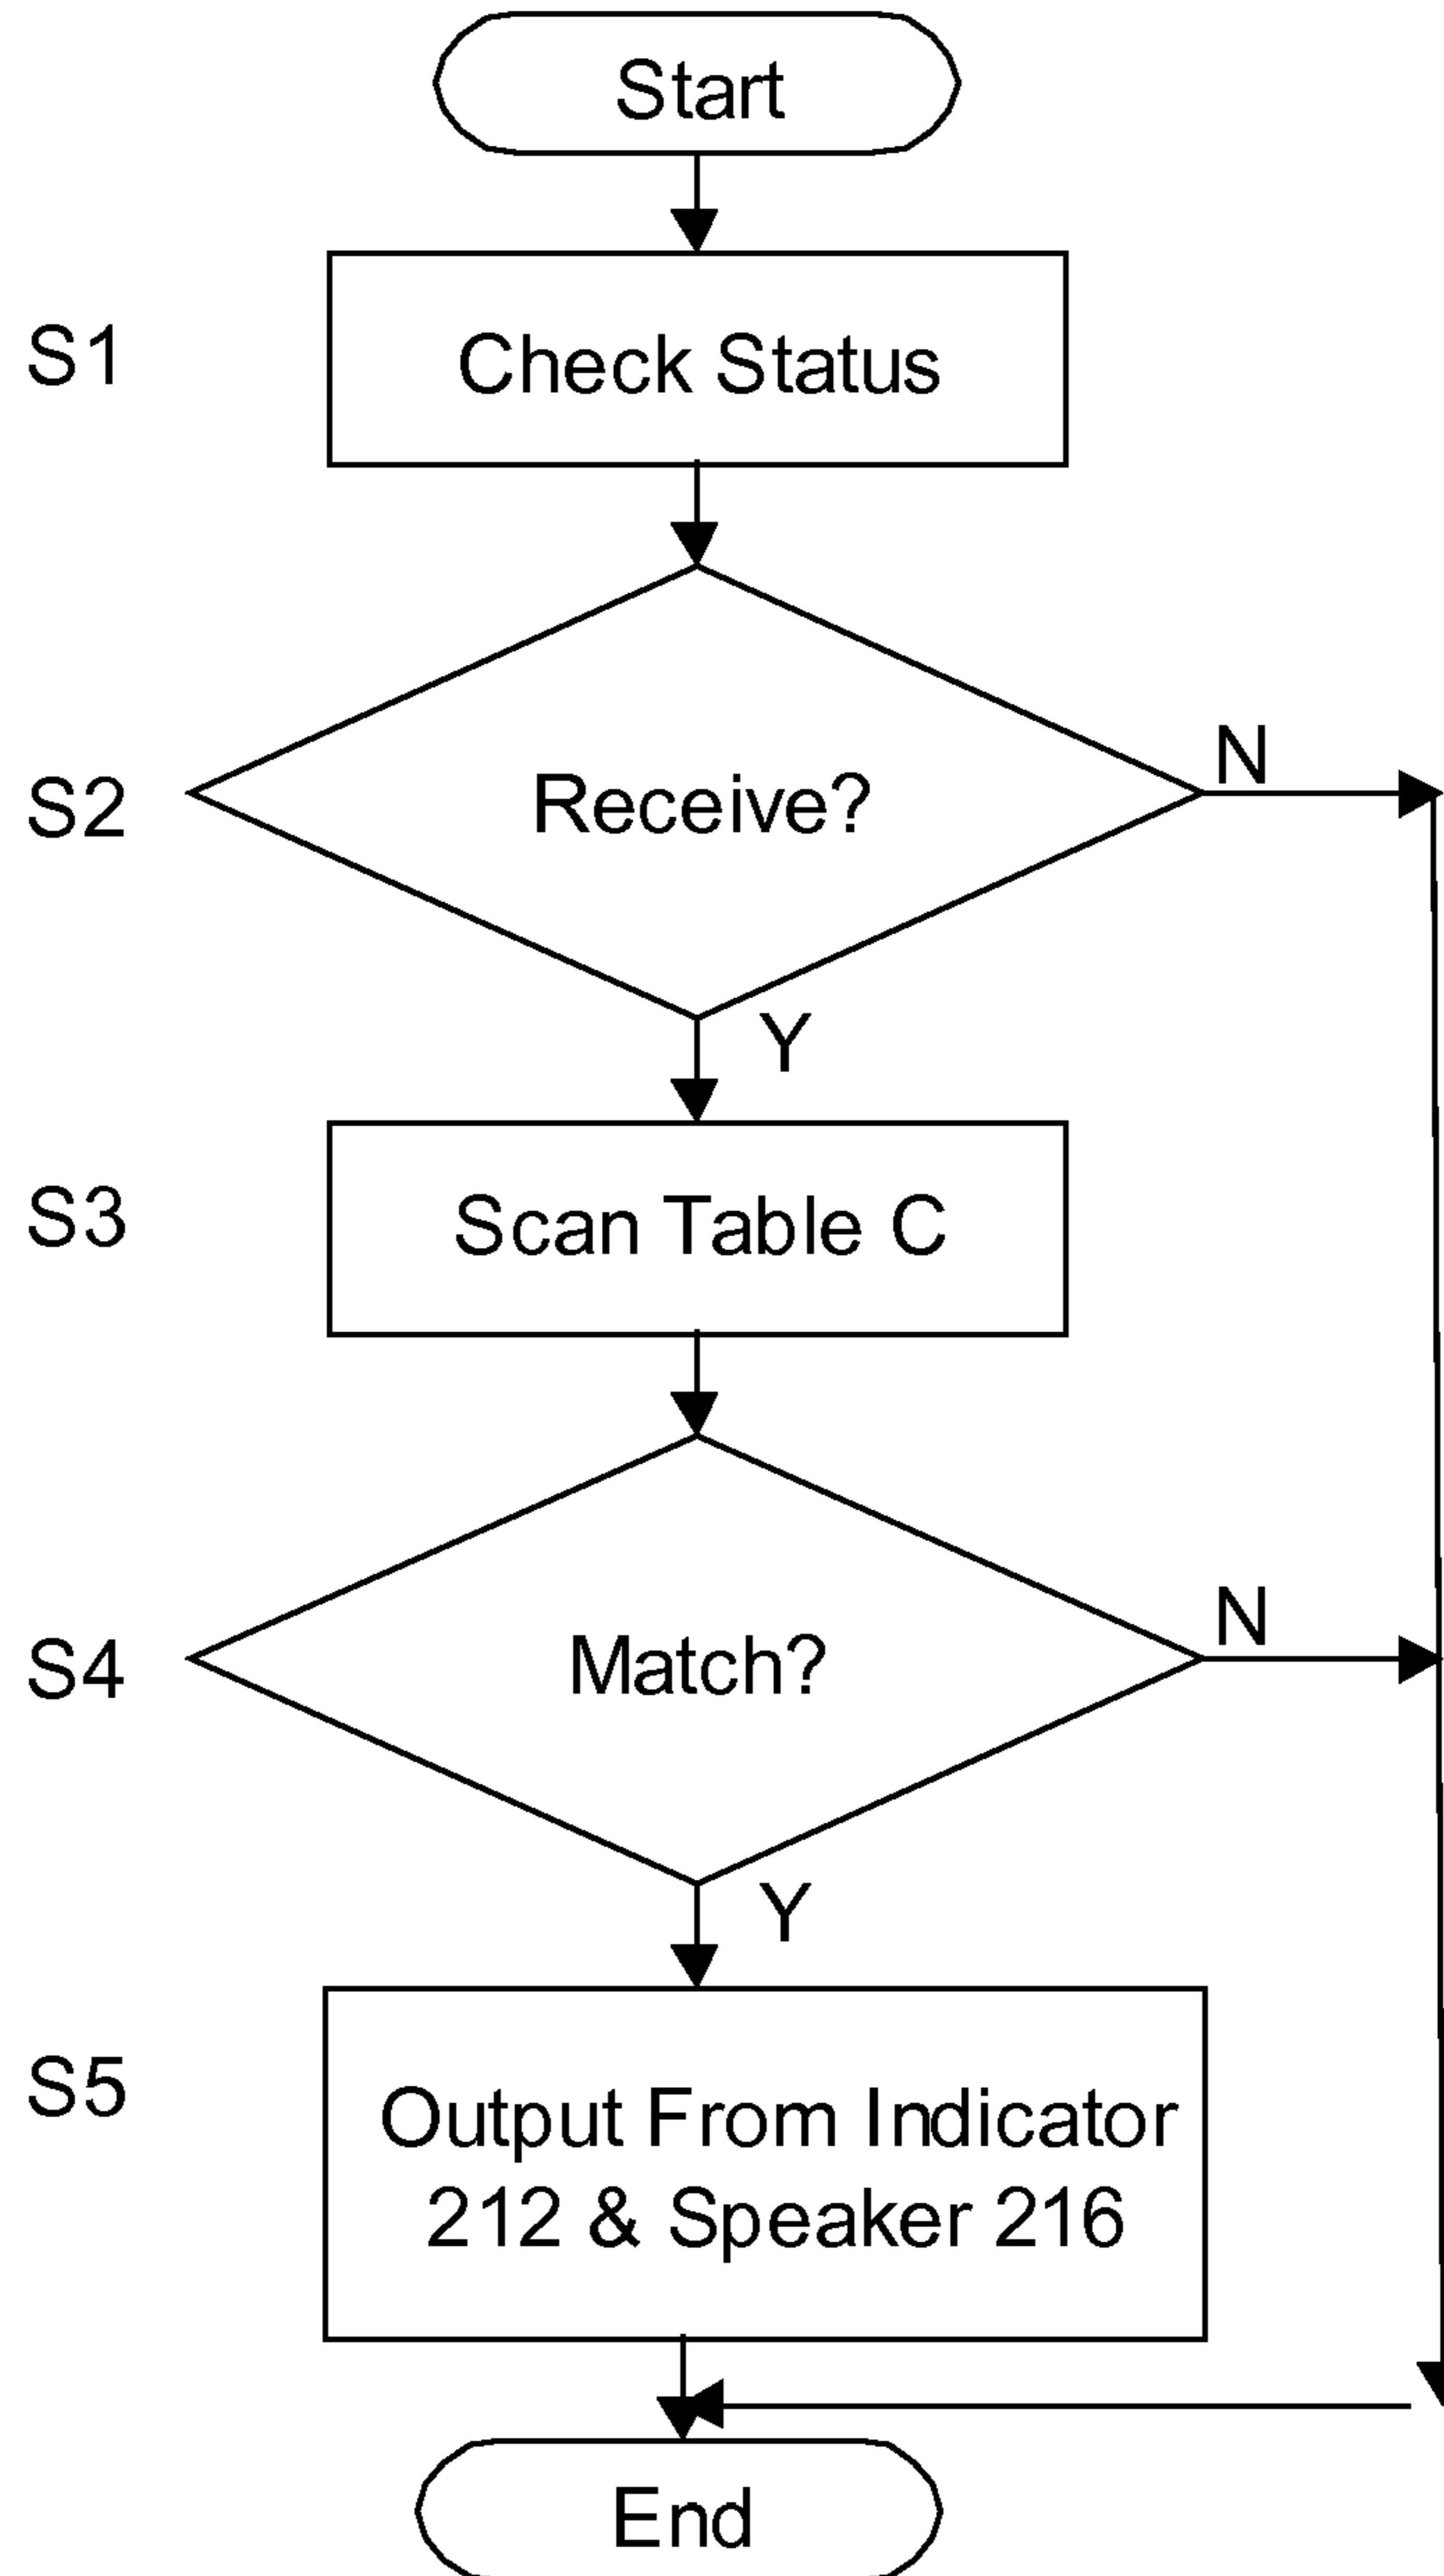 Start
S1
Check Status
S2
Receive?
N
Y
S3
Scan Table C
S4
Match?
N
Y
S5
Output From Indicator
212 & Speaker 216
End